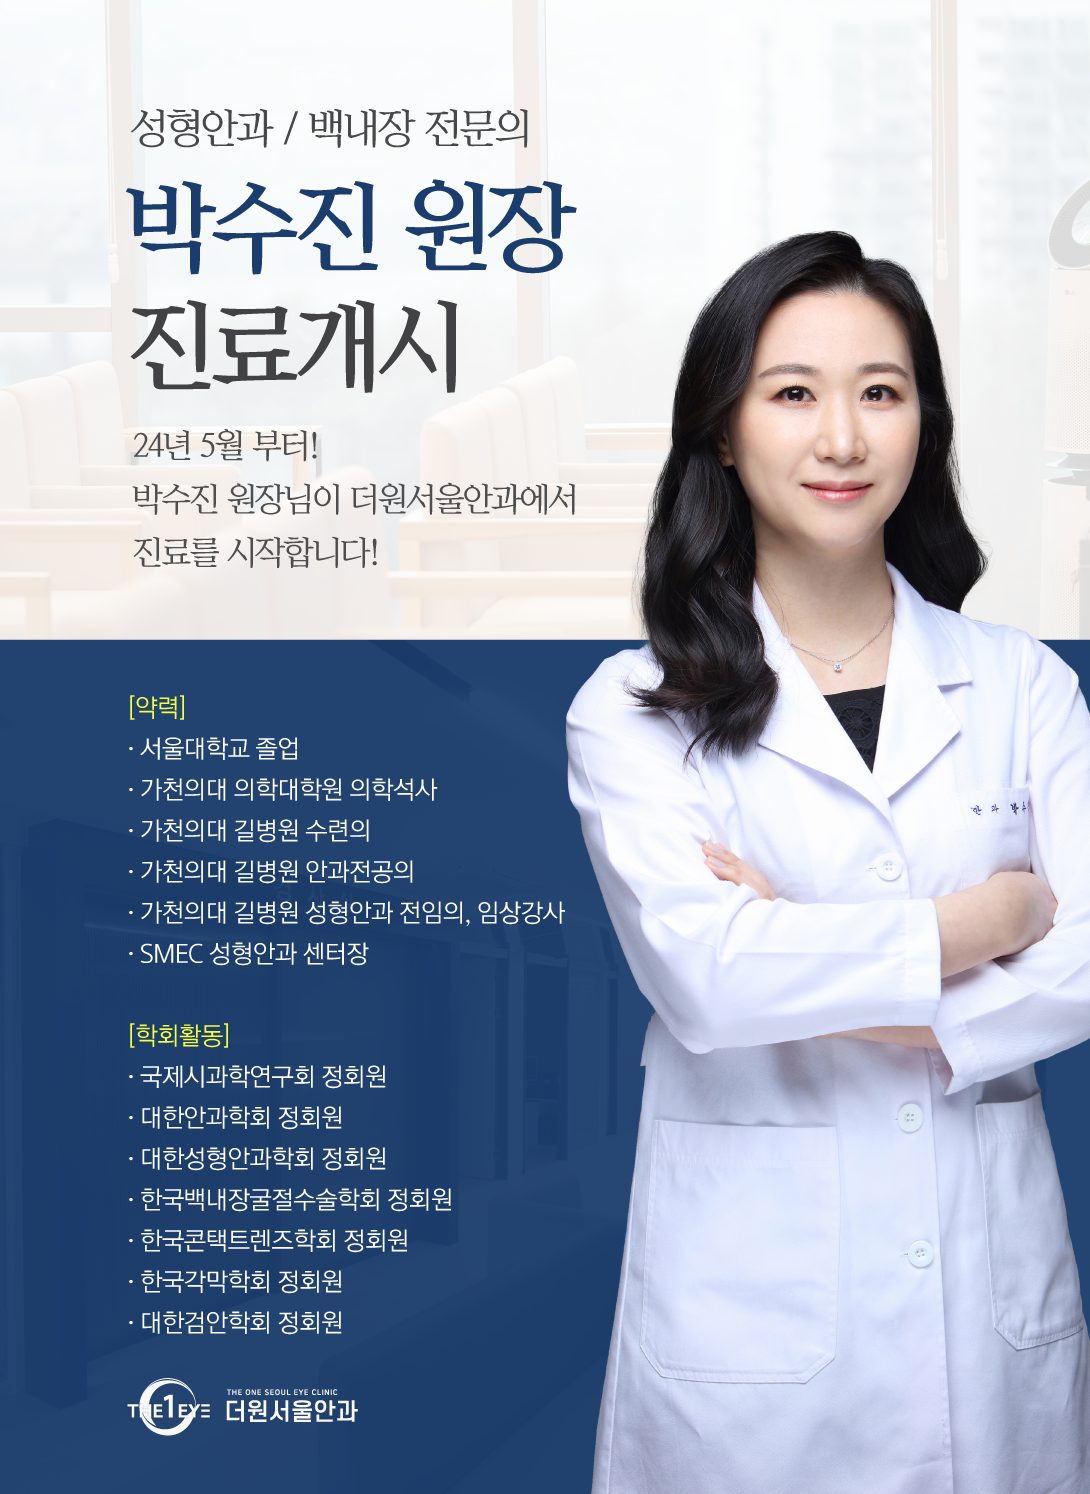 성형안과 / 백내장 전문의
박수진 원장
진료개시
24년 5월 부터!
박수진 원장님이 더원서울안과에서
진료를 시작합니다!
[약력]
· 서울대학교 졸업
· 가천의대 의학대학원 의학석사
· 가천의대 길병원 수련의
· 가천의대 길병원 안과전공의
· 가천의대 길병원 성형안과 전임의, 임상강사
· SMEC 성형안과 센터장
[학회활동]
· 국제시과학연구회 정회원
· 대한안과학회 정회원
· 대한성형안과학회 정회원
· 한국백내장굴절수술학회 정회원
· 한국콘택트렌즈학회 정회원
· 한국각막학회 정회원
· 대한검안학회 정회원
THE 1 EYE
THE ONE SEOUL EYE CLINIC
더원서울안과
안과 박수